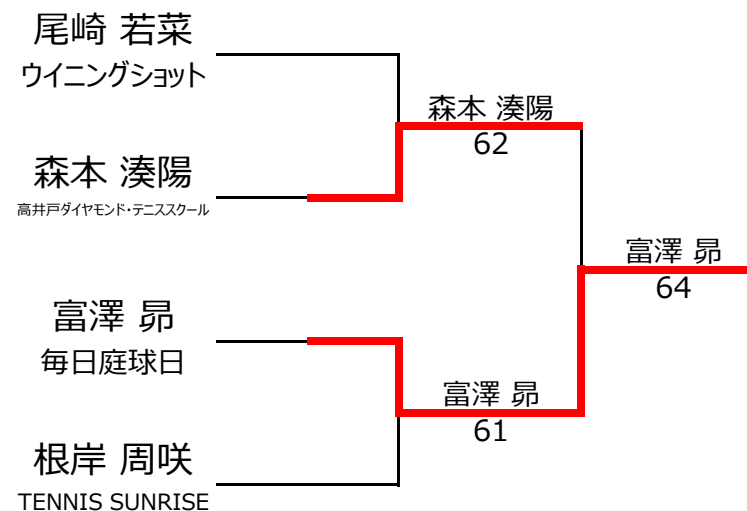 尾崎 若菜
ウイニングショット
森本 湊陽
62
森本 湊陽
高井戸ダイヤモンド・テニススクール
富澤 昴
64
富澤 昴
毎日庭球日
富澤 昴
61
根岸 周咲
TENNIS SUNRISE